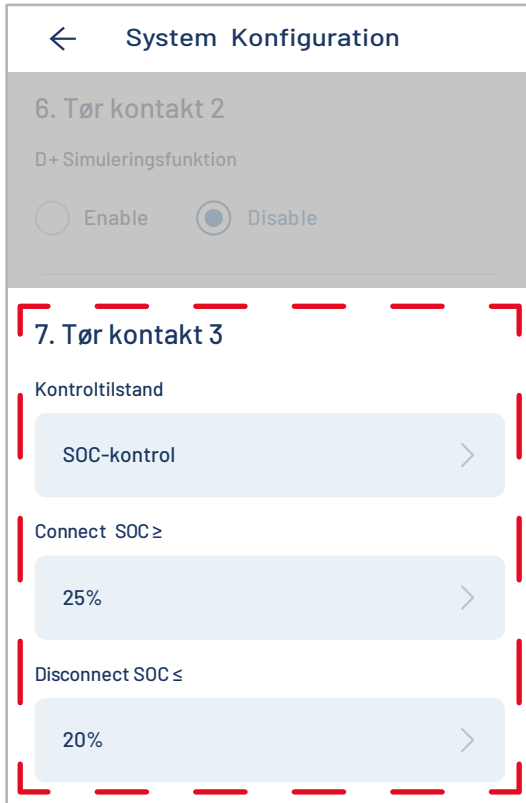 System Konfiguration
6. Tør kontakt 2
D+ Simuleringsfunktion
Enable Disable
7. Tør kontakt 3
Kontroltilstand
SOC-kontrol
Connect SOC ≥
25%
Disconnect SOC ≤
20%